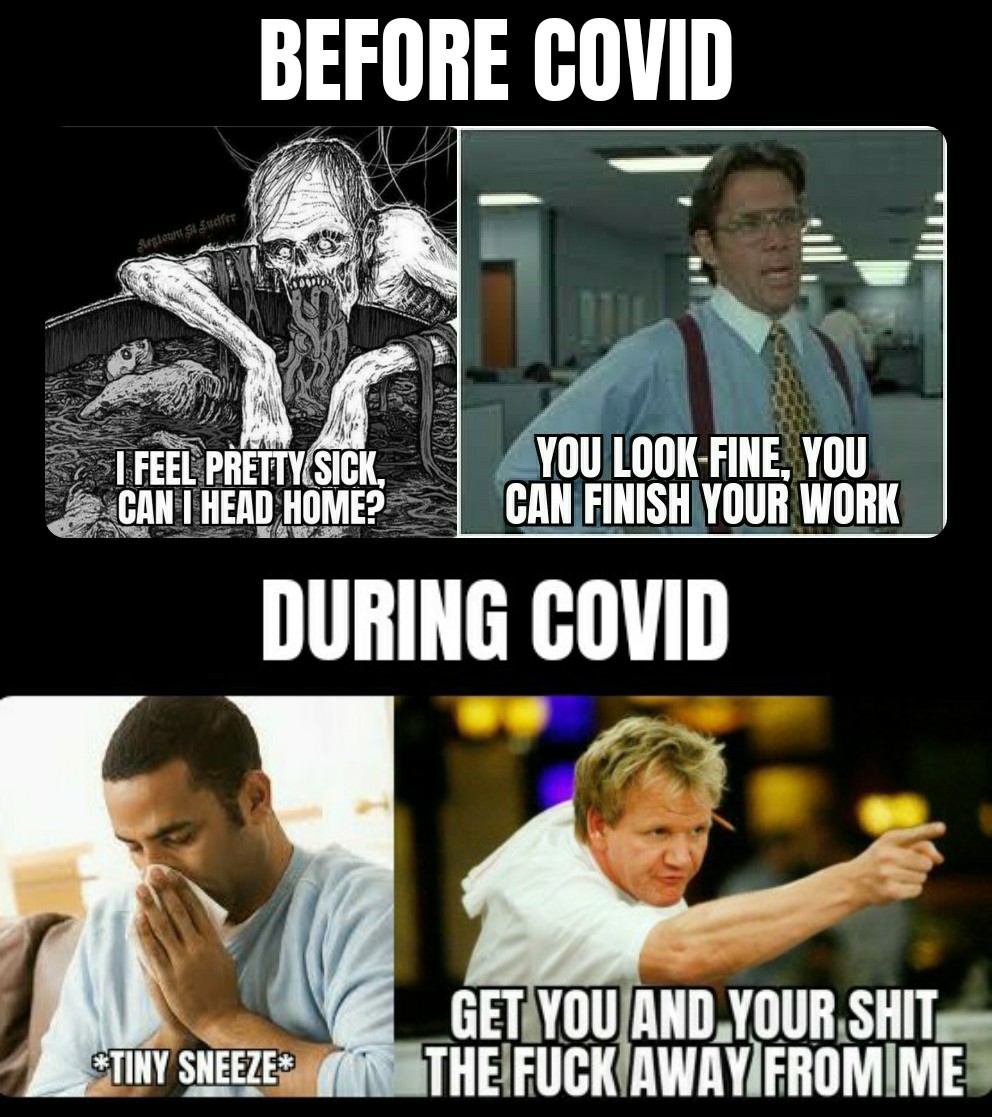 BEFORE COVID
I FEEL PRETTY SICK,
CAN I HEAD HOME?
YOU LOOK FINE, YOU
CAN FINISH YOUR WORK
DURING COVID
*TINY SNEEZE*
GET YOU AND YOUR SHIT
THE FUCK AWAY FROM ME